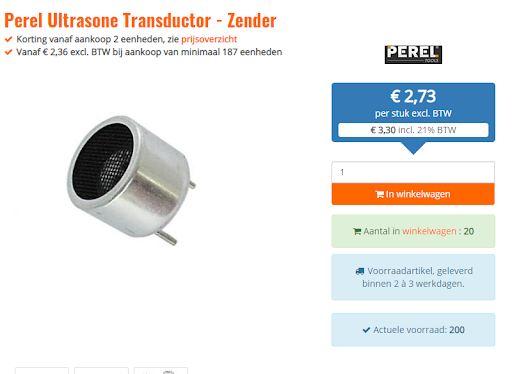 Perel Ultrasone Transductor - Zender
Korting vanaf aankoop 2 eenheden, zie prijsoverzicht
Vanaf € 2,36 excl. BTW bij aankoop van minimaal 187 eenheden
PEREL
TOOLS
€ 2,73
per stuk excl. BTW
€ 3,30 incl. 21% BTW
1
In winkelwagen
Aantal in winkelwagen : 20
Voorraadartikel, geleverd
binnen 2 à 3 werkdagen.
Actuele voorraad: 200